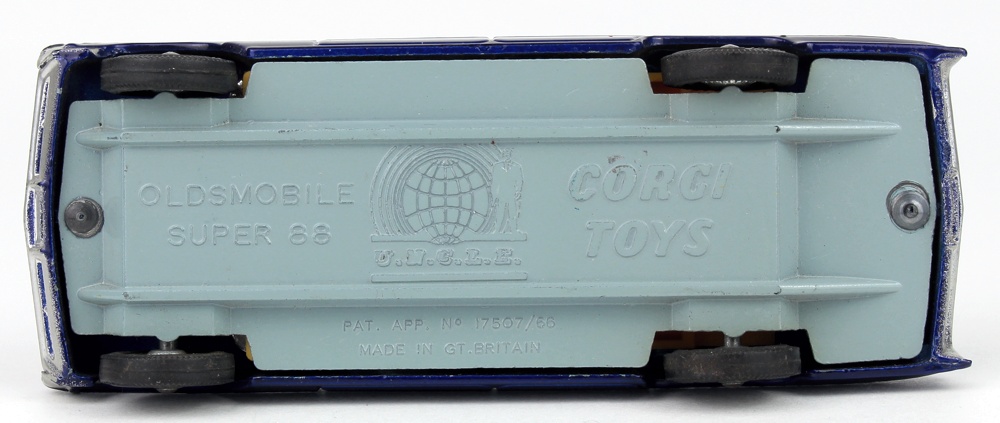 OLDSMOBILE
SUPER 88
U.N.C.L.E.
CORGI
TOYS
PAT. APP. Nº 17507/66
MADE IN GT. BRITAIN